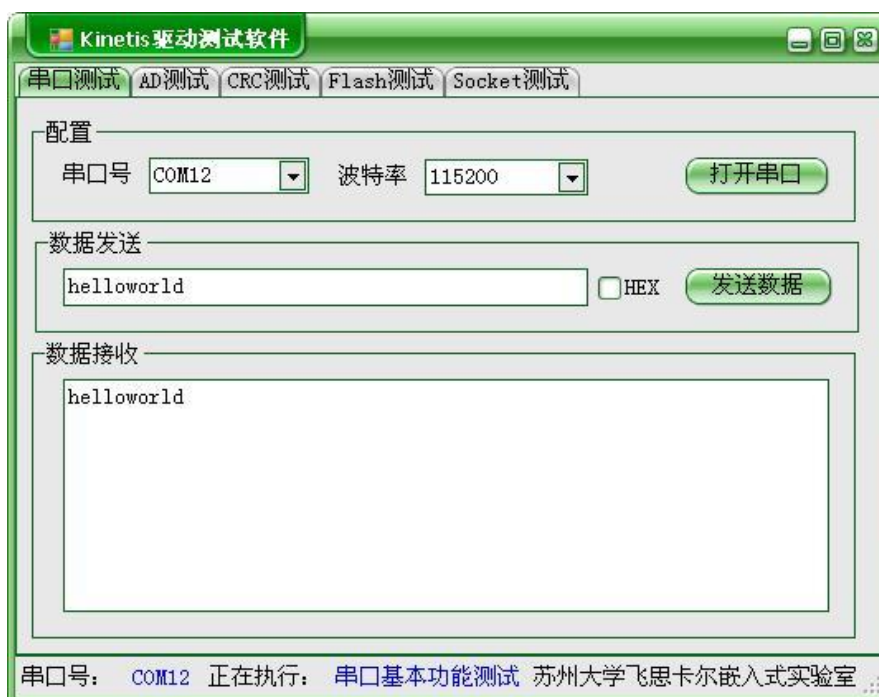 Kinetis驱动测试软件
串口测试 AD测试 CRC测试 Flash测试 Socket测试
配置
串口号 COM12 波特率 115200 打开串口
数据发送
helloworld HEX 发送数据
数据接收
helloworld
串口号: COM12 正在执行: 串口基本功能测试 苏州大学飞思卡尔嵌入式实验室